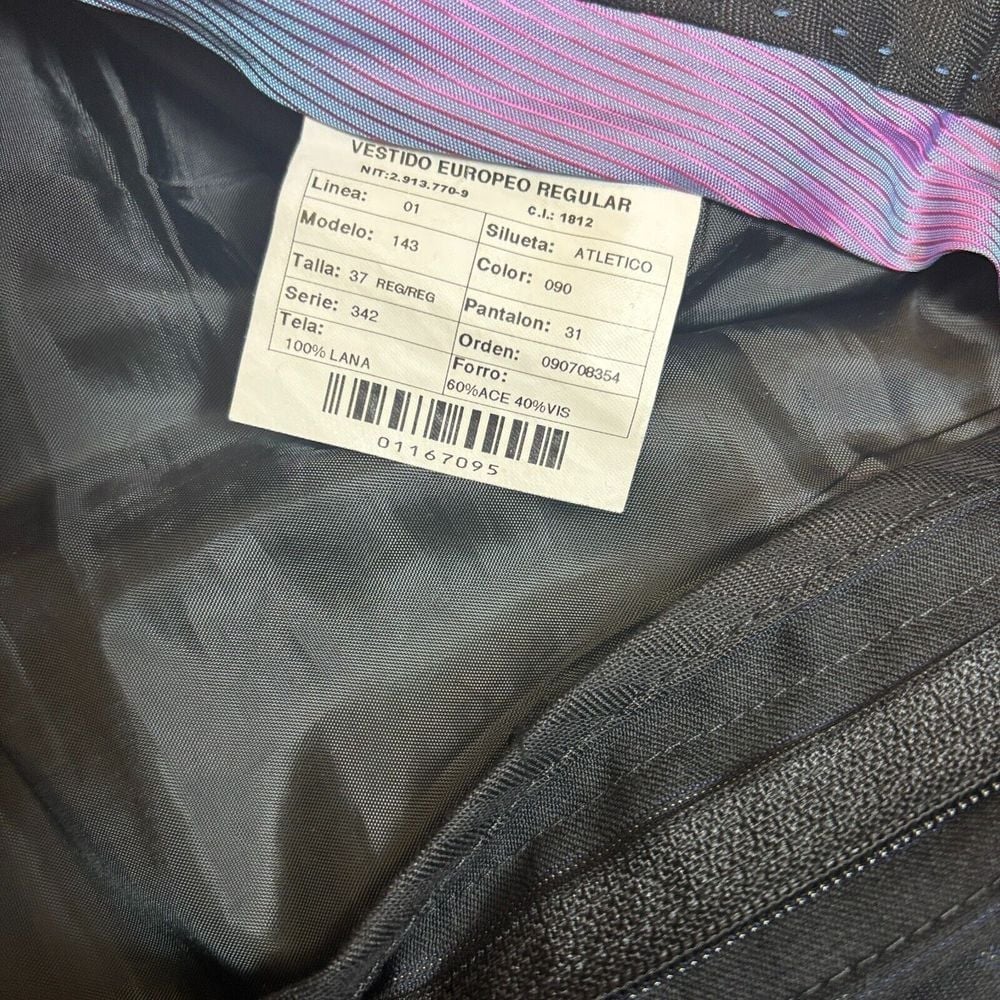 VESTIDO EUROPEO REGULAR
NIT:2.913.770-9 C.I.: 1812
Linea: 01 Silueta: ATLETICO
Modelo: 143 Color: 090
Talla: 37 REG/REG Pantalon: 31
Serie: 342 Orden: 090708354
Tela: Forro:
100% LANA 60%ACE 40%VIS
01167095